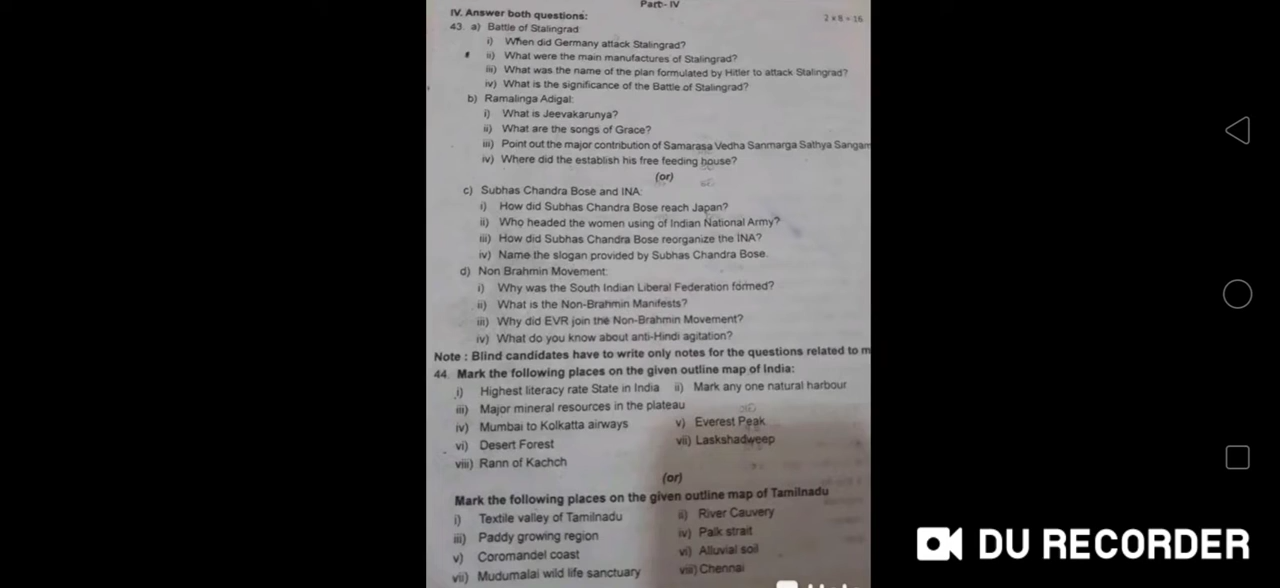 Part- IV
IV. Answer both questions:
2 x 8 = 16
43. a) Battle of Stalingrad
i) When did Germany attack Stalingrad?
ii) What were the main manufactures of Stalingrad?
iii) What was the name of the plan formulated by Hitler to attack Stalingrad?
iv) What is the significance of the Battle of Stalingrad?
b) Ramalinga Adigal:
i) What is Jeevakarunya?
ii) What are the songs of Grace?
iii) Point out the major contribution of Samarasa Vedha Sanmarga Sathya Sangam
iv) Where did the establish his free feeding house?
(or)
c) Subhas Chandra Bose and INA:
i) How did Subhas Chandra Bose reach Japan?
ii) Who headed the women using of Indian National Army?
iii) How did Subhas Chandra Bose reorganize the INA?
iv) Name the slogan provided by Subhas Chandra Bose.
d) Non Brahmin Movement:
i) Why was the South Indian Liberal Federation formed?
ii) What is the Non-Brahmin Manifests?
iii) Why did EVR join the Non-Brahmin Movement?
iv) What do you know about anti-Hindi agitation?
Note : Blind candidates have to write only notes for the questions related to m
44. Mark the following places on the given outline map of India:
i) Highest literacy rate State in India ii) Mark any one natural harbour
iii) Major mineral resources in the plateau
iv) Mumbai to Kolkatta airways v) Everest Peak
vi) Desert Forest vii) Laskshadweep
viii) Rann of Kachch
(or)
Mark the following places on the given outline map of Tamilnadu
i) Textile valley of Tamilnadu ii) River Cauvery
iii) Paddy growing region iv) Palk strait
v) Coromandel coast vi) Alluvial soil
vii) Mudumalai wild life sanctuary viii) Chennai
DU RECORDER